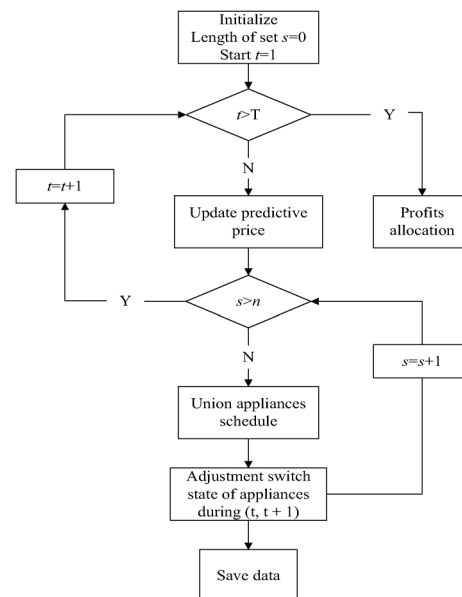 Initialize
Length of set s=0
Start t=1
t>T
Y
N
t=t+1
Update predictive
price
Profits
allocation
Y
s>n
N
s=s+1
Union appliances
schedule
Adjustment switch
state of appliances
during (t, t + 1)
Save data